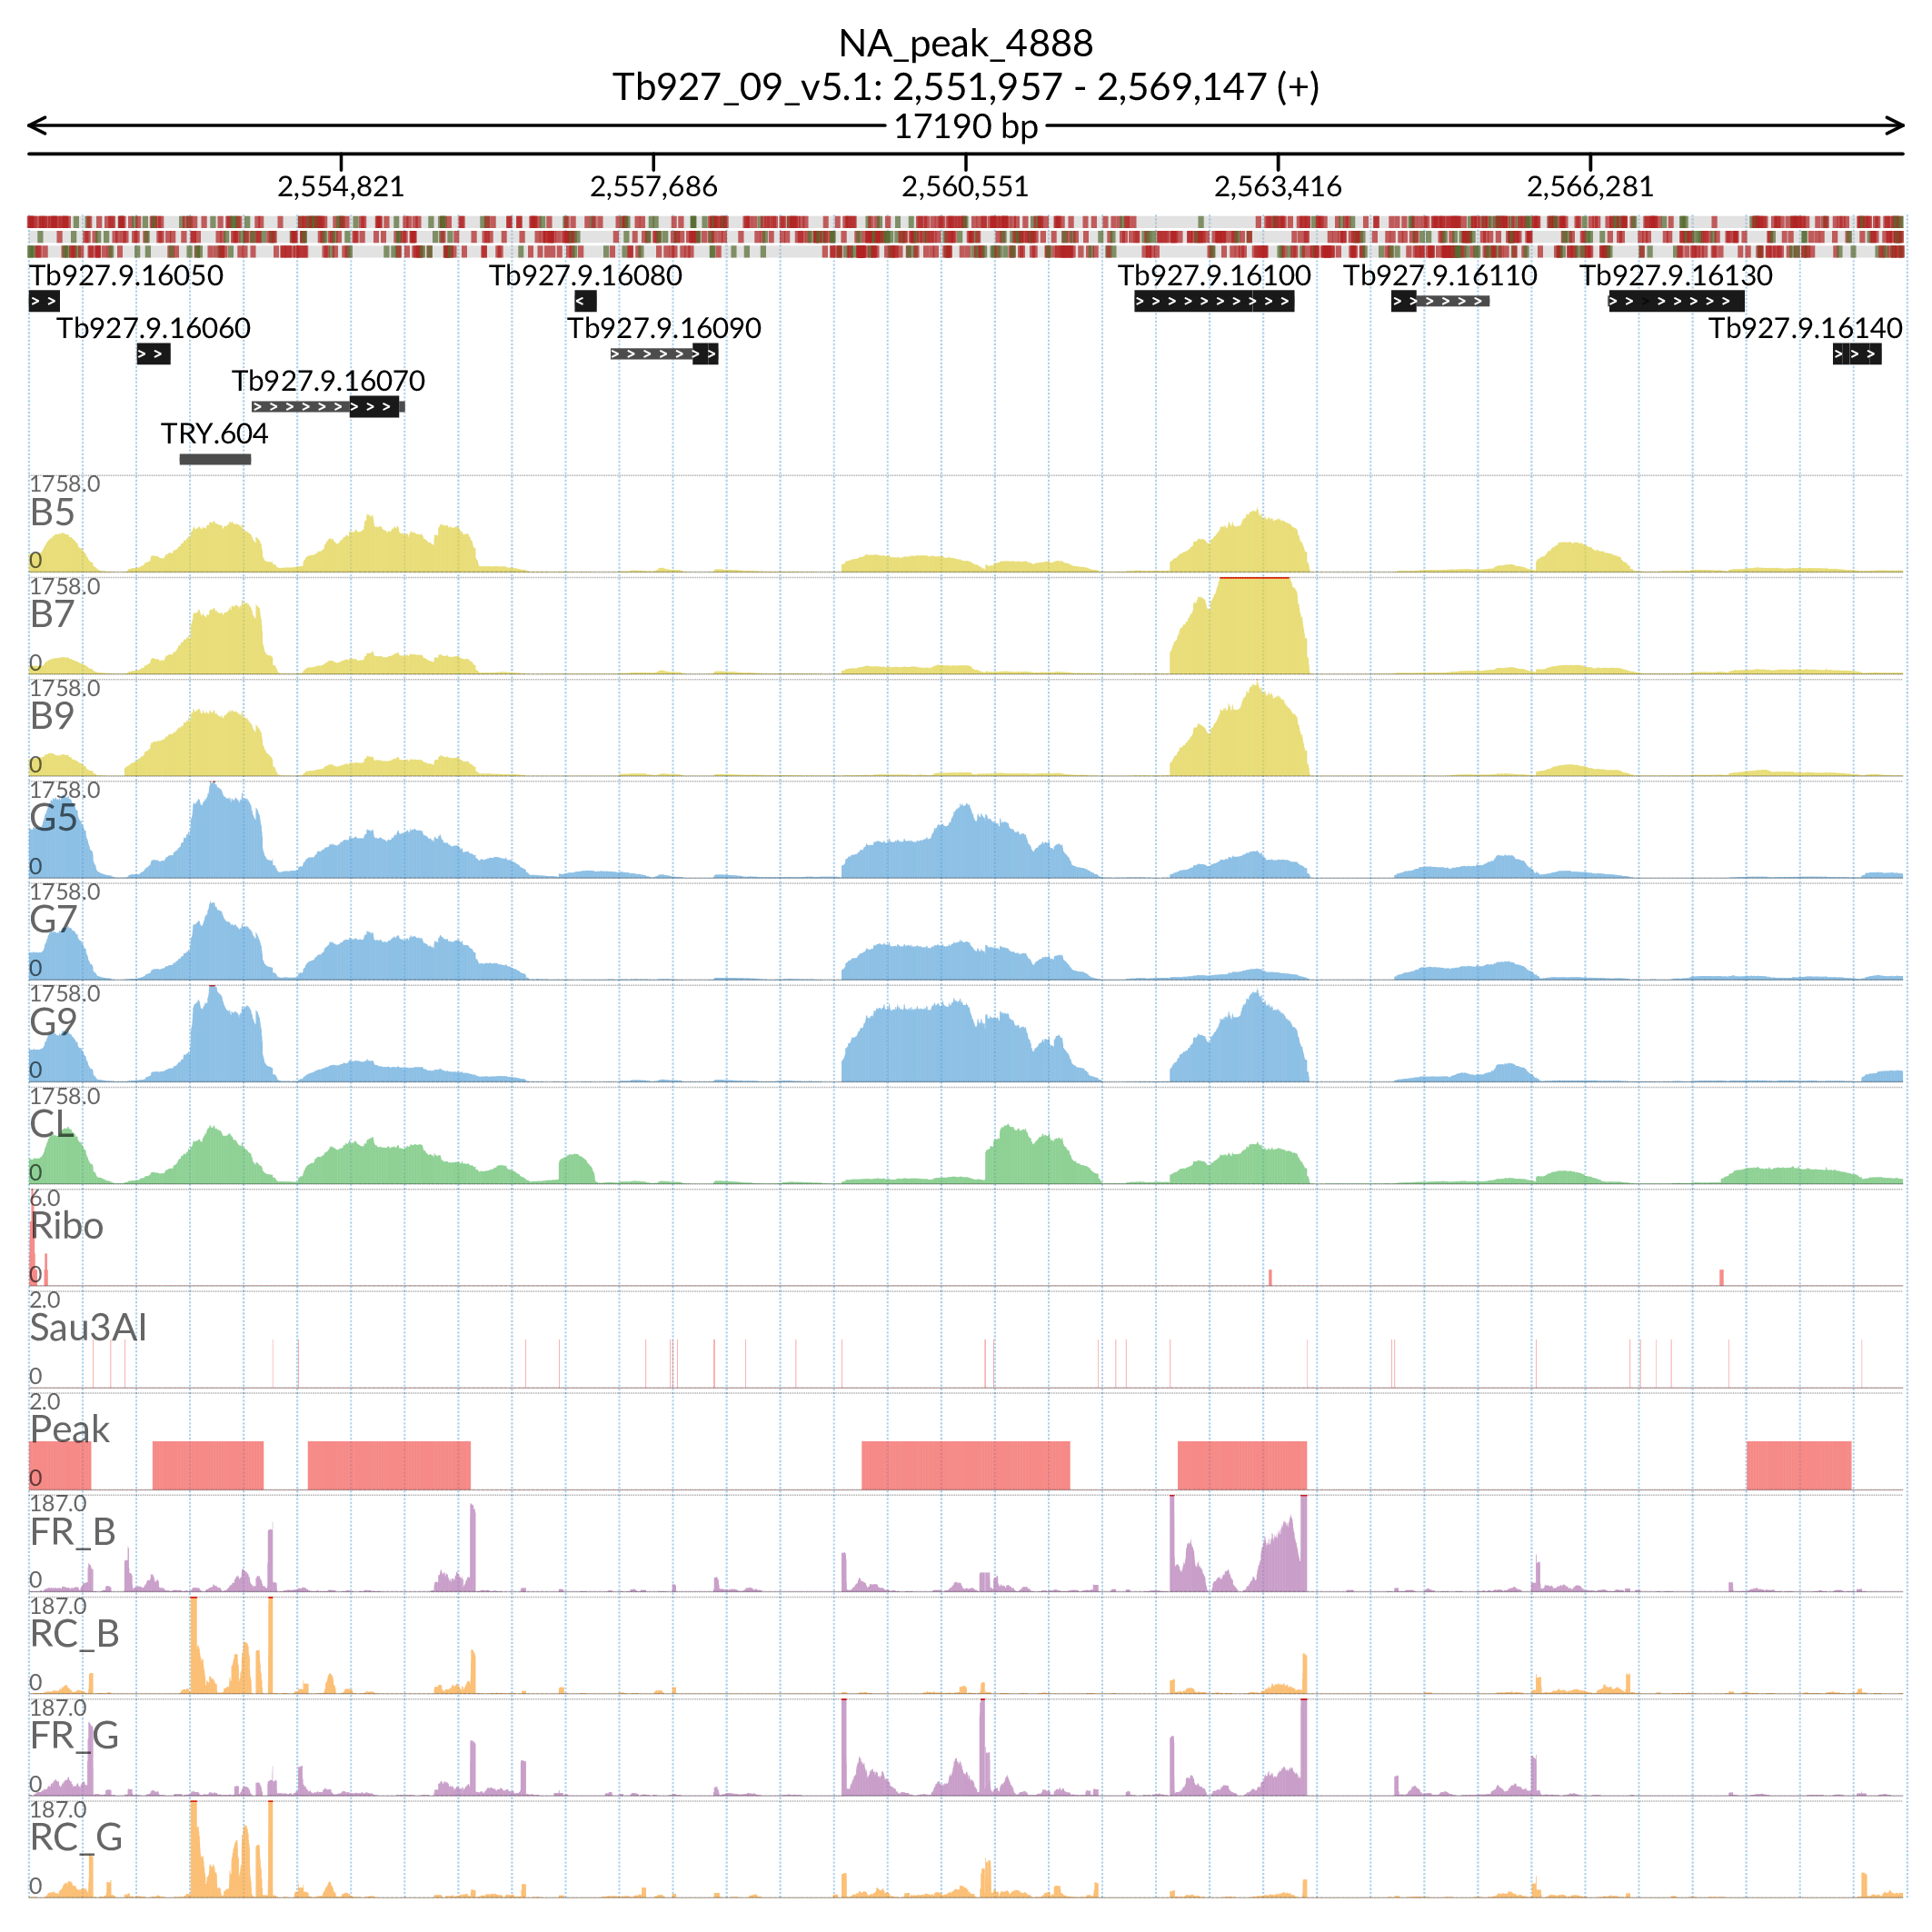 NA_peak_4888
Tb927_09_v5.1: 2,551,957 - 2,569,147 (+)
17190 bp
2,554,821 2,557,686 2,560,551 2,563,416 2,566,281
Tb927.9.16050 Tb927.9.16080 Tb927.9.16100 Tb927.9.16110 Tb927.9.16130
Tb927.9.16060 Tb927.9.16090 Tb927.9.16140
Tb927.9.16070
TRY.604
1758.0
B5
0
1758.0
B7
0
1758.0
B9
0
1758.0
G5
0
1758.0
G7
0
1758.0
G9
0
1758.0
CL
0
6.0
Ribo
0
2.0
Sau3AI
0
2.0
Peak
0
187.0
FR_B
0
187.0
RC_B
0
187.0
FR_G
0
187.0
RC_G
0